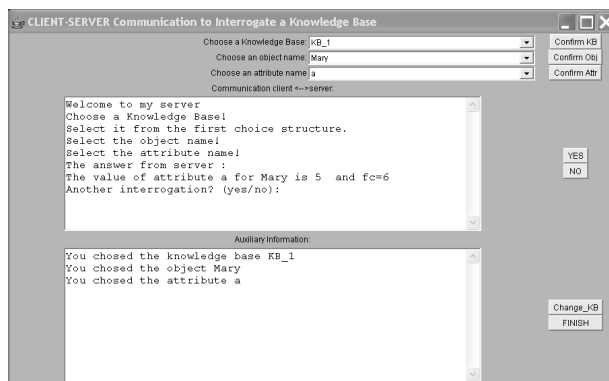 CLIENT-SERVER Communication to Interrogate a Knowledge Base
Choose a Knowledge Base: KB_1 Confirm KB
Choose an object name: Mary Confirm Obj
Choose an attribute name a Confirm Attr
Communication client <-->server:
Welcome to my server
Choose a Knowledge Base!
Select it from the first choice structure.
Select the object name!
Select the attribute name!
The answer from server :
The value of attribute a for Mary is 5 and fc=6
Another interrogation? (yes/no):
YES
NO
Auxiliary Information:
You chosed the knowledge base KB_1
You chosed the object Mary
You chosed the attribute a
Change_KB
FINISH